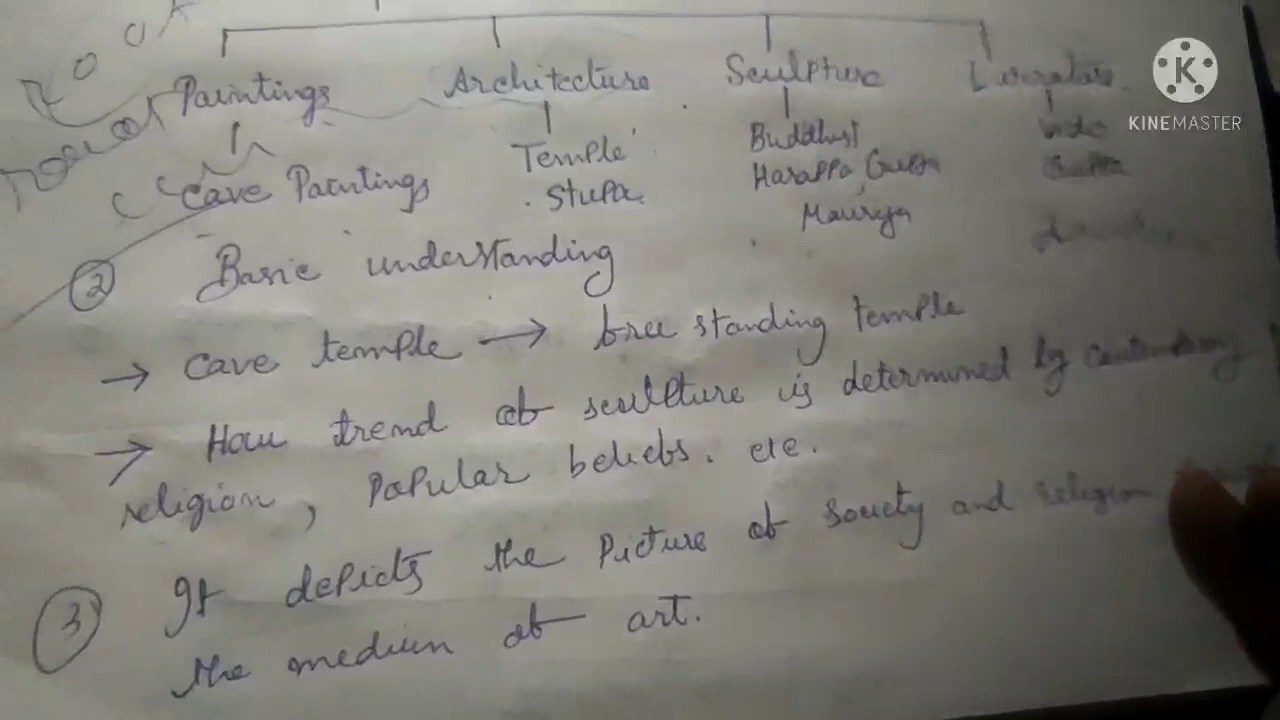 Paintings Architecture Sculpture
Cave Paintings
Temple
Stupa
Buddhist
Harappa, Gupta
Maurya
② Basic understanding
→ Cave temple → free standing temple
→ How trend of sculpture is determined by
religion, popular beliefs. etc.
③ It depicts the picture of society and religion
the medium of art.
KINEMASTER